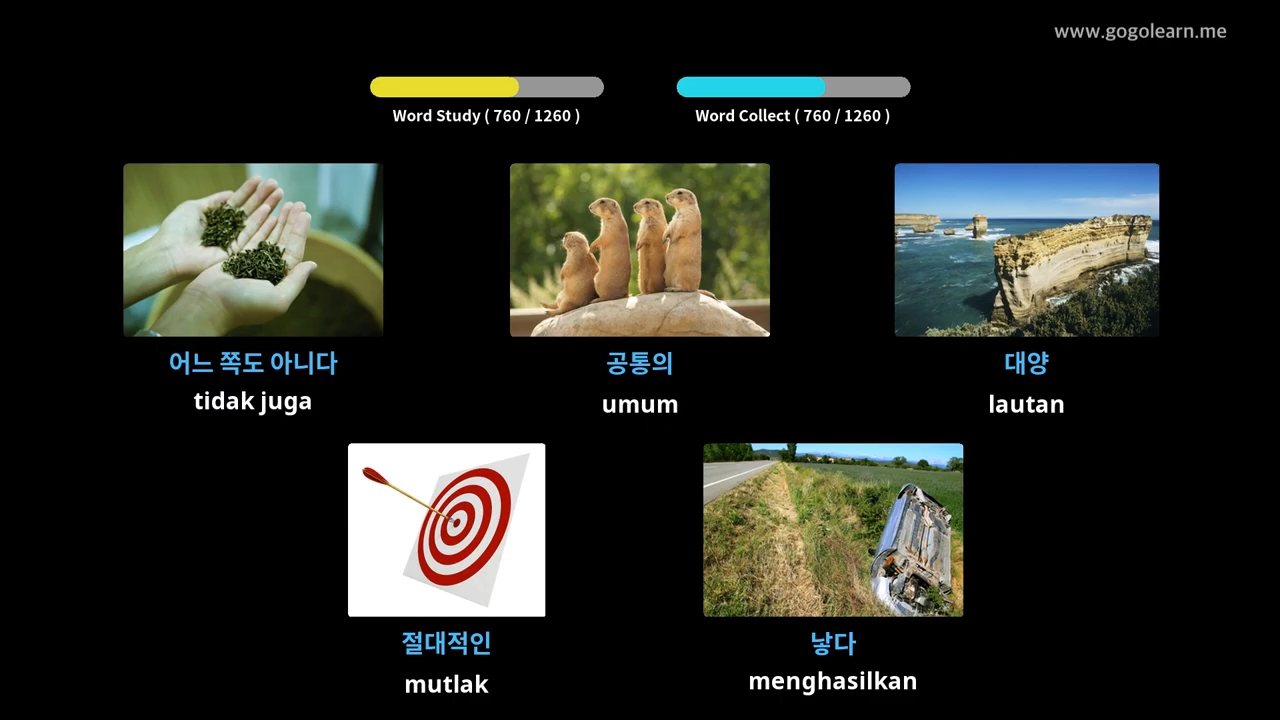 www.gogolearn.me
Word Study ( 760 / 1260 )
Word Collect ( 760 / 1260 )
어느 쪽도 아니다
tidak juga
공통의
umum
대양
lautan
절대적인
mutlak
낳다
menghasilkan